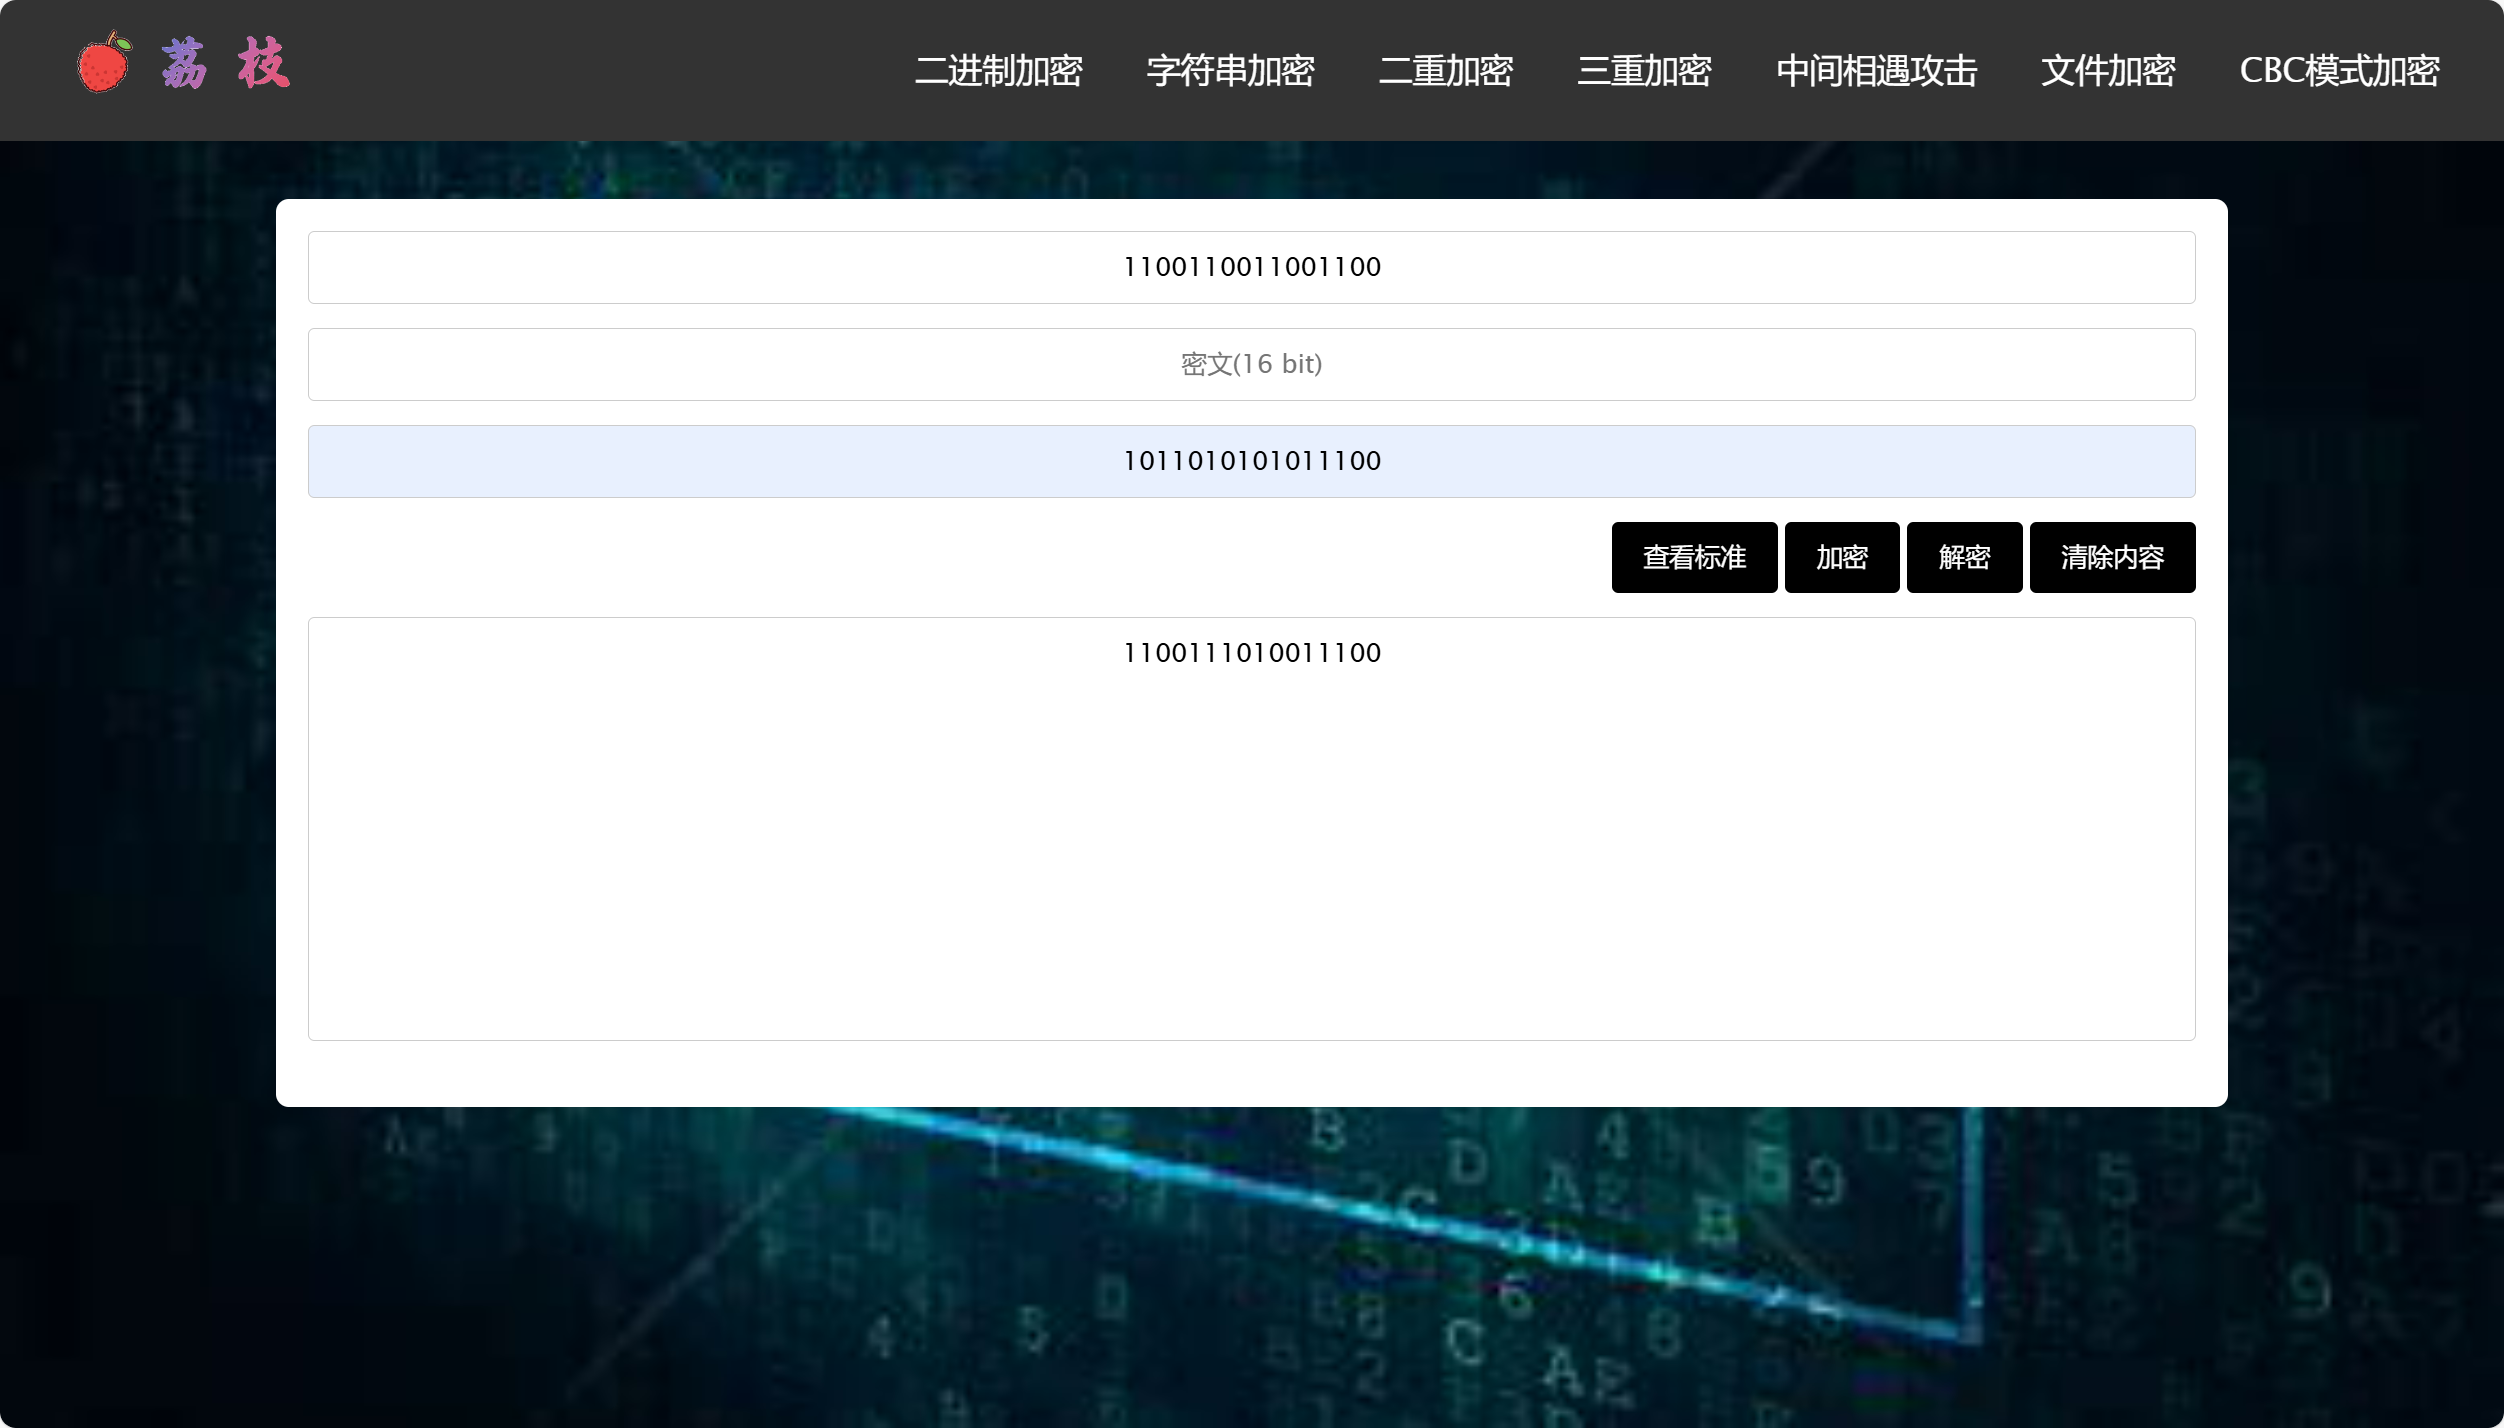 荔枝
二进制加密 字符串加密 二重加密 三重加密 中间相遇攻击 文件加密 CBC模式加密
1100110011001100
密文(16 bit)
1011010101011100
查看标准 加密 解密 清除内容
1100111010011100